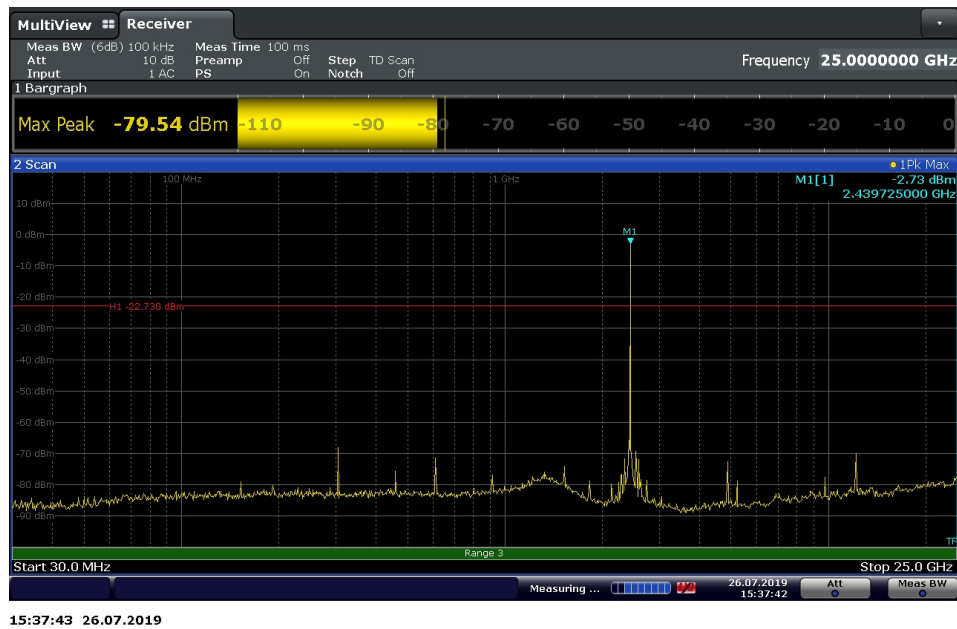 MultiView Receiver
Meas BW (6dB) 100 kHz Meas Time 100 ms
Att 10 dB Preamp Off Step TD Scan
Input 1 AC PS On Notch Off
Frequency 25.0000000 GHz
1 Bargraph
Max Peak -79.54 dBm -110 -90 -80 -70 -60 -50 -40 -30 -20 -10 0
2 Scan 1Pk Max
100 MHz 1 GHz M1[1] -2.73 dBm
2.439725000 GHz
10 dBm
0 dBm
M1
-10 dBm
-20 dBm
H1 -22.730 dBm
-30 dBm
-40 dBm
-50 dBm
-60 dBm
-70 dBm
-80 dBm
-90 dBm
TF
Range 3
Start 30.0 MHz Stop 25.0 GHz
Measuring ... 26.07.2019 Att Meas BW
15:37:42
15:37:43 26.07.2019